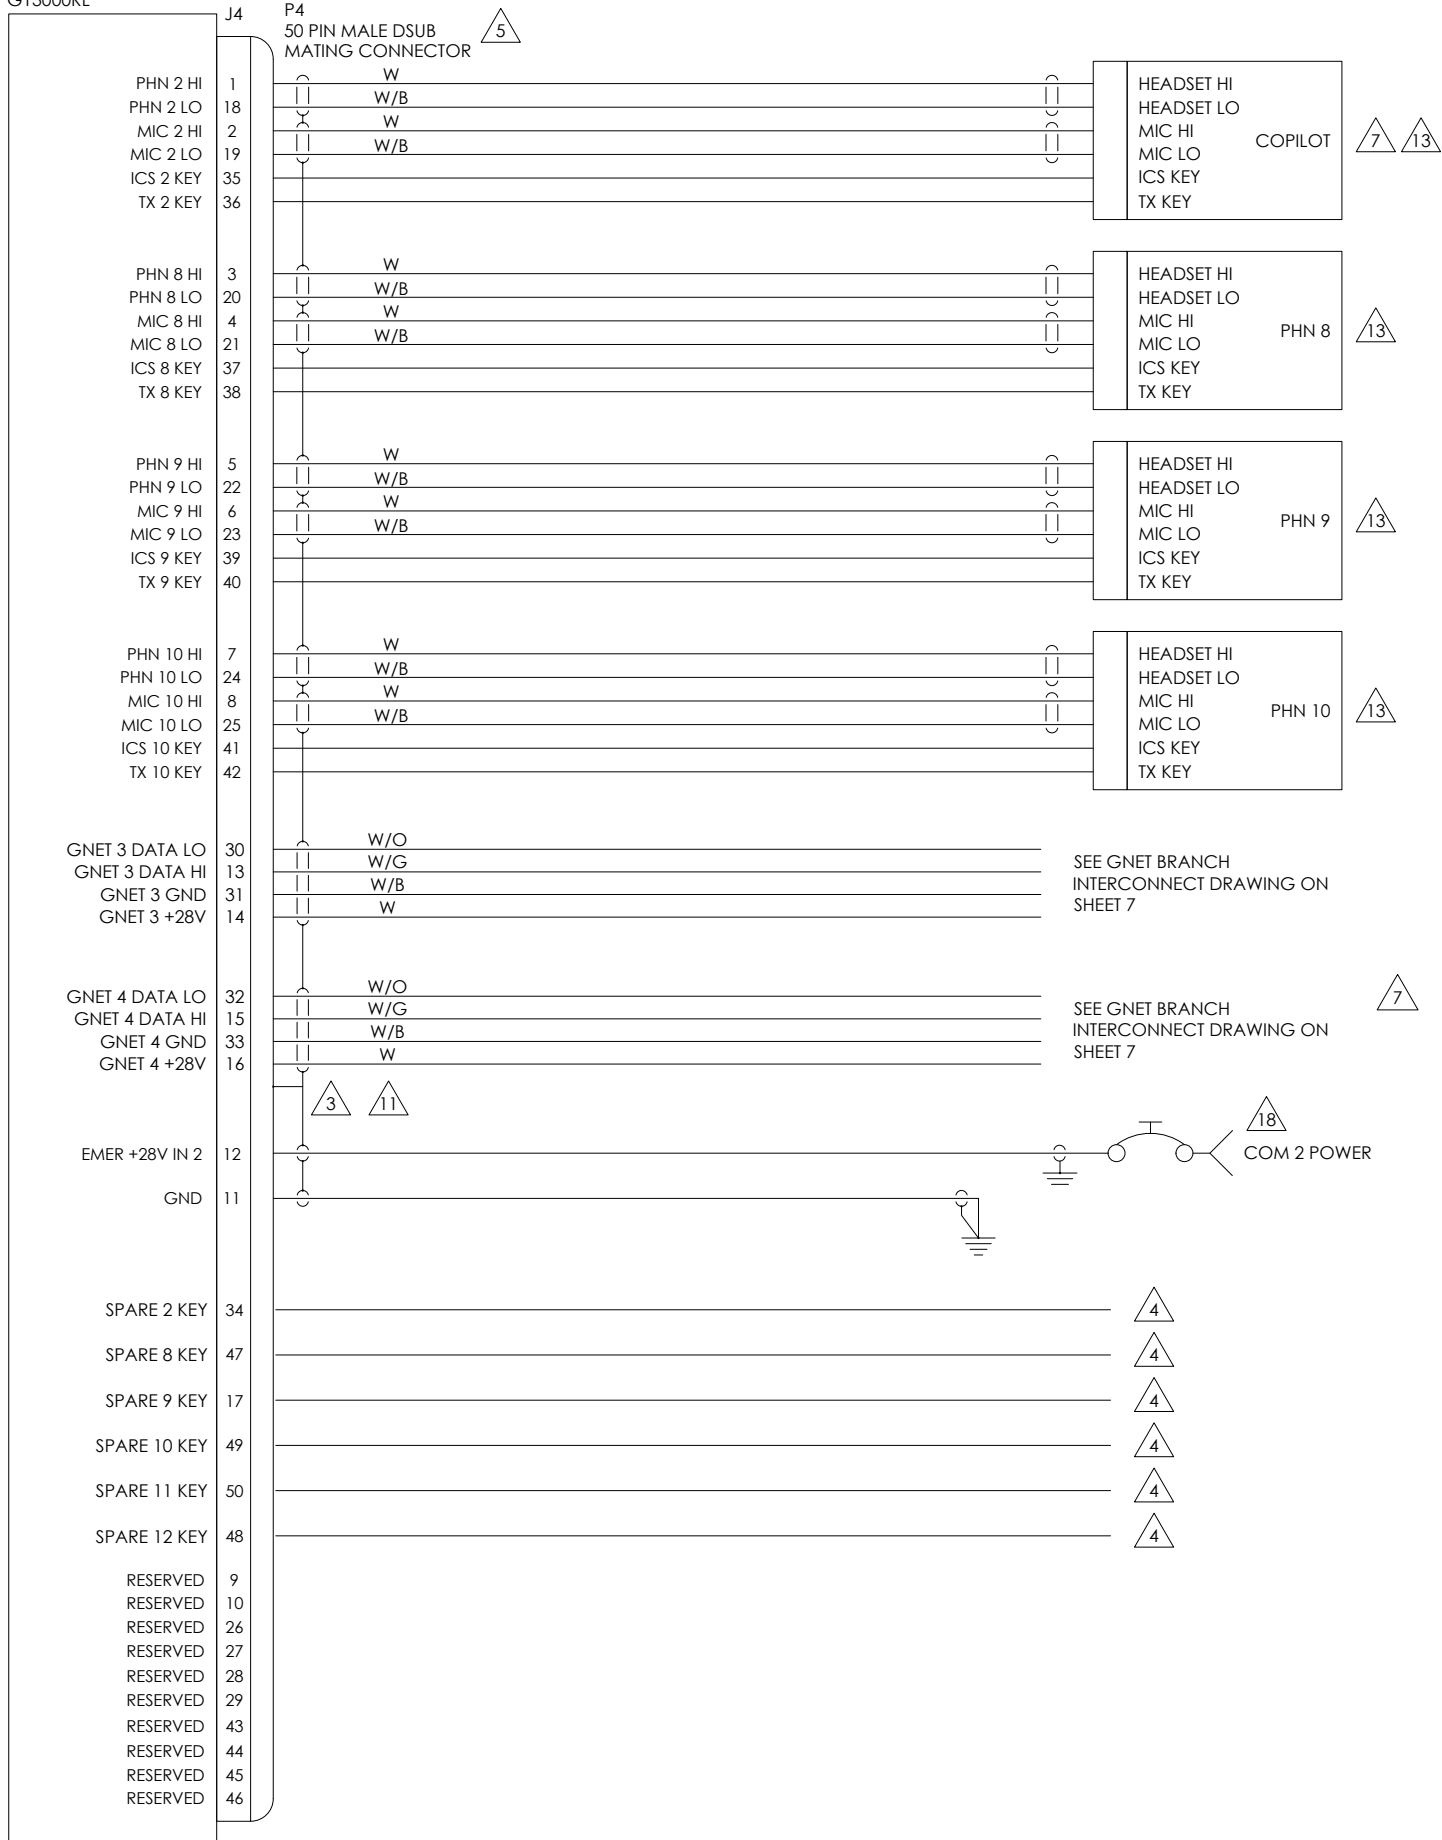 J4
P4
50 PIN MALE DSUB
MATING CONNECTOR
5
PHN 2 HI 1 W HEADSET HI
PHN 2 LO 18 W/B HEADSET LO
MIC 2 HI 2 W MIC HI
COPILOT 7 13
MIC 2 LO 19 W/B MIC LO
ICS 2 KEY 35 ICS KEY
TX 2 KEY 36 TX KEY
PHN 8 HI 3 W HEADSET HI
PHN 8 LO 20 W/B HEADSET LO
MIC 8 HI 4 W MIC HI
PHN 8 13
MIC 8 LO 21 W/B MIC LO
ICS 8 KEY 37 ICS KEY
TX 8 KEY 38 TX KEY
PHN 9 HI 5 W HEADSET HI
PHN 9 LO 22 W/B HEADSET LO
MIC 9 HI 6 W MIC HI
PHN 9 13
MIC 9 LO 23 W/B MIC LO
ICS 9 KEY 39 ICS KEY
TX 9 KEY 40 TX KEY
PHN 10 HI 7 W HEADSET HI
PHN 10 LO 24 W/B HEADSET LO
MIC 10 HI 8 W MIC HI
PHN 10 13
MIC 10 LO 25 W/B MIC LO
ICS 10 KEY 41 ICS KEY
TX 10 KEY 42 TX KEY
GNET 3 DATA LO 30 W/O
GNET 3 DATA HI 13 W/G
GNET 3 GND 31 W/B
GNET 3 +28V 14 W
SEE GNET BRANCH
INTERCONNECT DRAWING ON
SHEET 7
GNET 4 DATA LO 32 W/O
GNET 4 DATA HI 15 W/G
GNET 4 GND 33 W/B
GNET 4 +28V 16 W
SEE GNET BRANCH
INTERCONNECT DRAWING ON
SHEET 7
7
3 11
18
EMER +28V IN 2 12 COM 2 POWER
GND 11
SPARE 2 KEY 34 4
SPARE 8 KEY 47 4
SPARE 9 KEY 17 4
SPARE 10 KEY 49 4
SPARE 11 KEY 50 4
SPARE 12 KEY 48 4
RESERVED 9
RESERVED 10
RESERVED 26
RESERVED 27
RESERVED 28
RESERVED 29
RESERVED 43
RESERVED 44
RESERVED 45
RESERVED 46